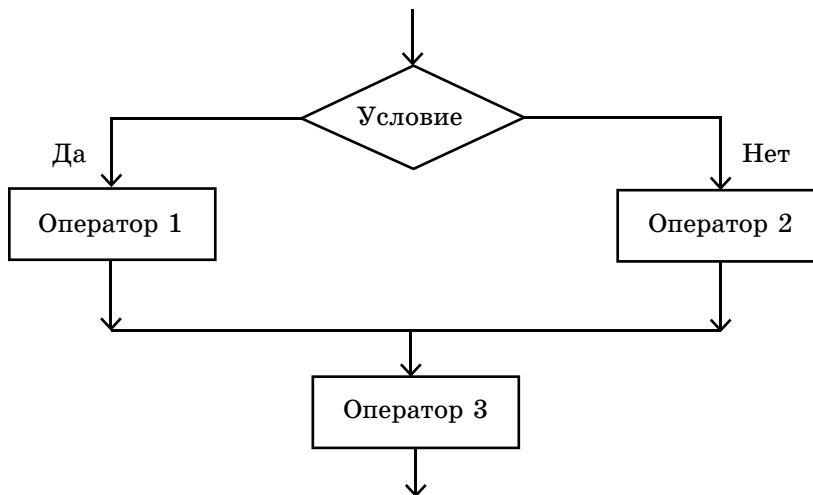 Условие
Да
Нет
Оператор 1
Оператор 2
Оператор 3